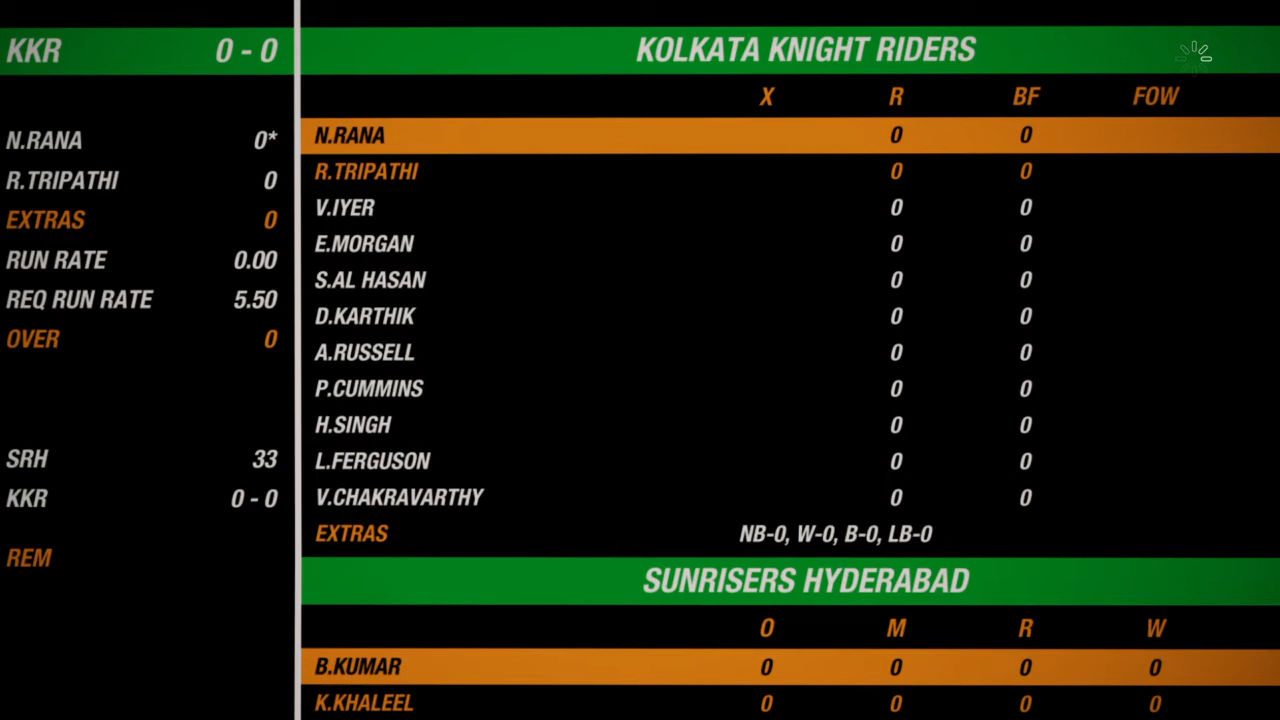 KKR 0 - 0
N.RANA 0*
R.TRIPATHI 0
EXTRAS 0
RUN RATE 0.00
REQ RUN RATE 5.50
OVER 0
SRH 33
KKR 0 - 0
REM
KOLKATA KNIGHT RIDERS
X R BF FOW
N.RANA 0 0
R.TRIPATHI 0 0
V.IYER 0 0
E.MORGAN 0 0
S.AL HASAN 0 0
D.KARTHIK 0 0
A.RUSSELL 0 0
P.CUMMINS 0 0
H.SINGH 0 0
L.FERGUSON 0 0
V.CHAKRAVARTHY 0 0
EXTRAS NB-0, W-0, B-0, LB-0
SUNRISERS HYDERABAD
O M R W
B.KUMAR 0 0 0 0
K.KHALEEL 0 0 0 0